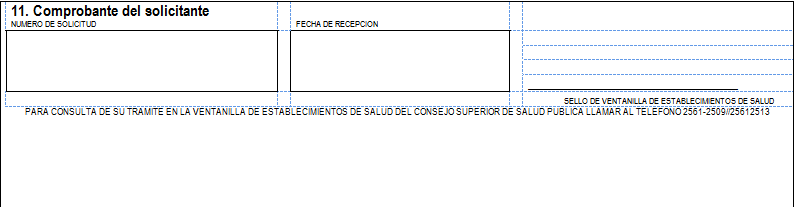 11. Comprobante del solicitante
NUMERO DE SOLICITUD
FECHA DE RECEPCION
SELLO DE VENTANILLA DE ESTABLECIMIENTOS DE SALUD
PARA CONSULTA DE SU TRAMITE EN LA VENTANILLA DE ESTABLECIMIENTOS DE SALUD DEL CONSEJO SUPERIOR DE SALUD PUBLICA LLAMAR AL TELEFONO 2561-2509//25612513